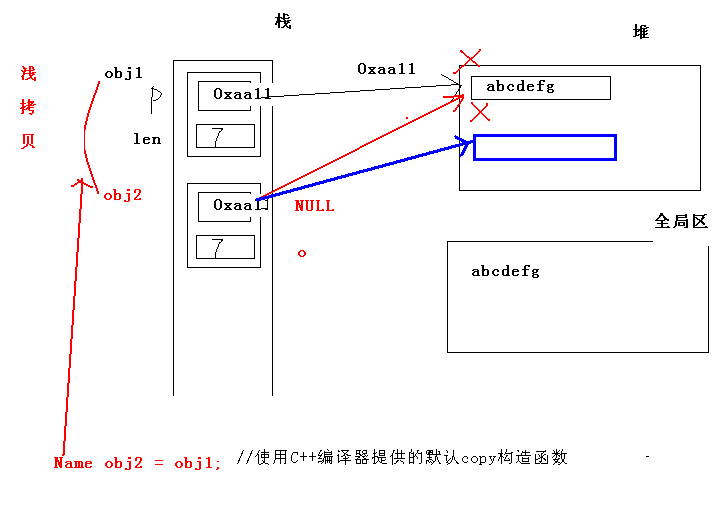 栈
堆
浅
拷
贝
obj1
p
0xaa11
0xaa11
abcdefg
len
7
obj2
0xaa11
NULL
7
0
全局区
abcdefg
Name obj2 = obj1; //使用C++编译器提供的默认copy构造函数